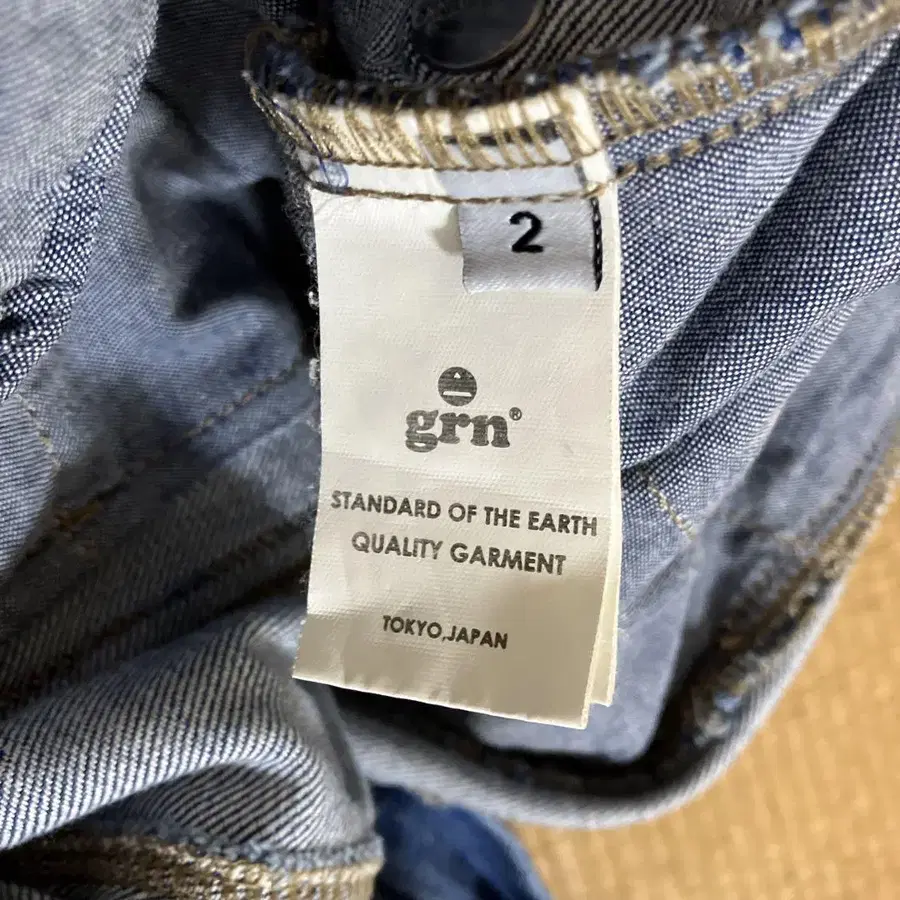 2
grn®
STANDARD OF THE EARTH
QUALITY GARMENT
TOKYO,JAPAN